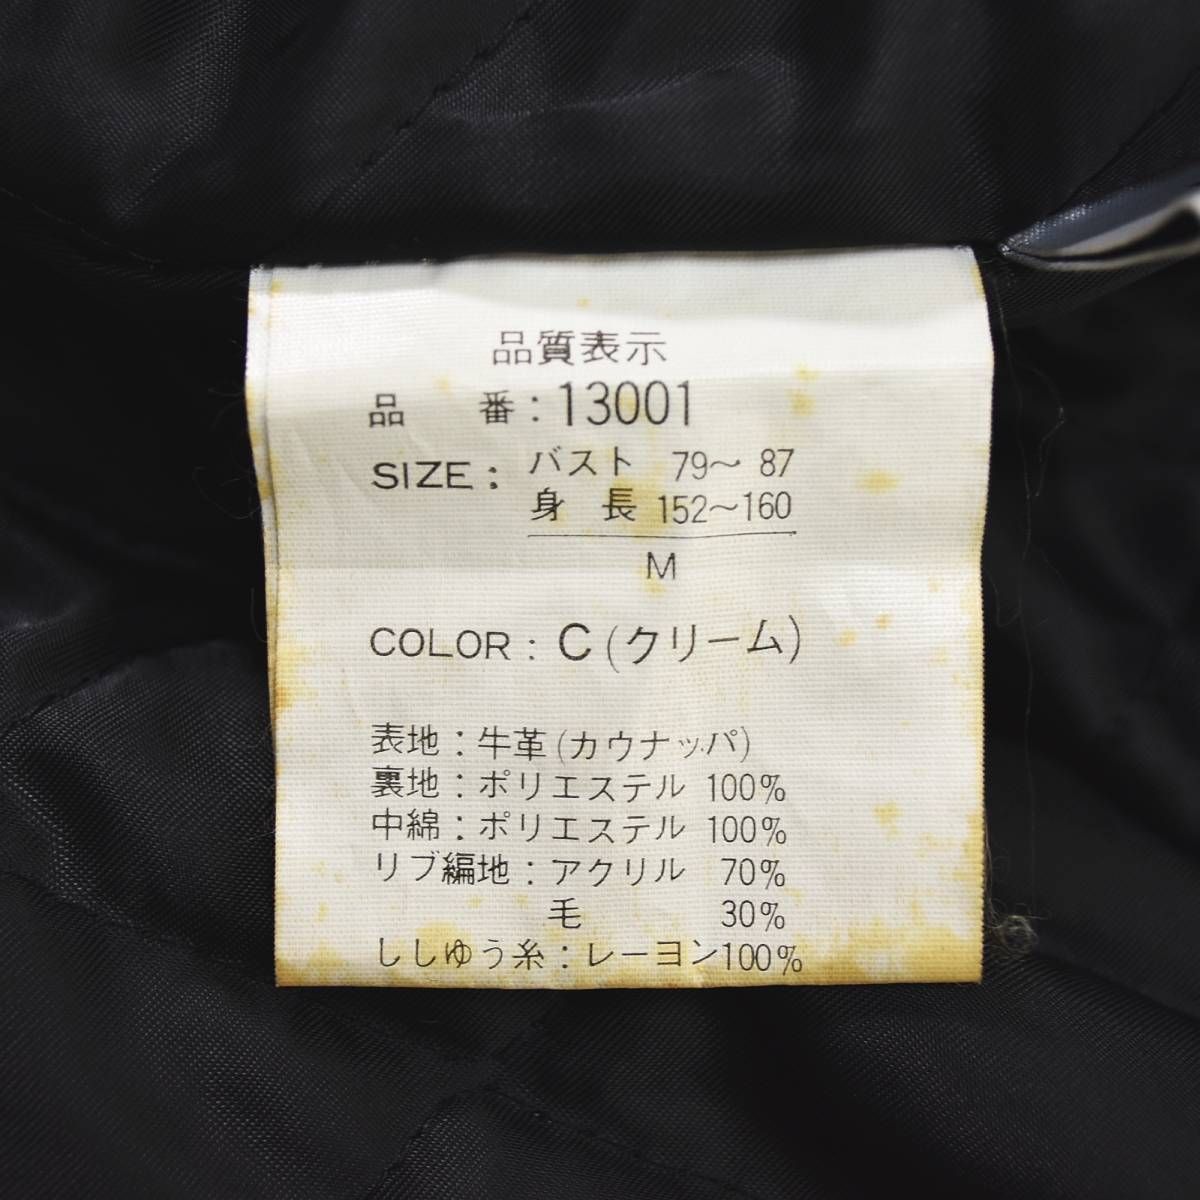 品質表示
品 番:13001
SIZE: バスト 79〜87
身 長 152〜160
M
COLOR: C(クリーム)
表地:牛革(カウナッパ)
裏地:ポリエステル 100%
中綿:ポリエステル 100%
リブ編地:アクリル 70%
毛 30%
ししゆう糸:レーヨン100%